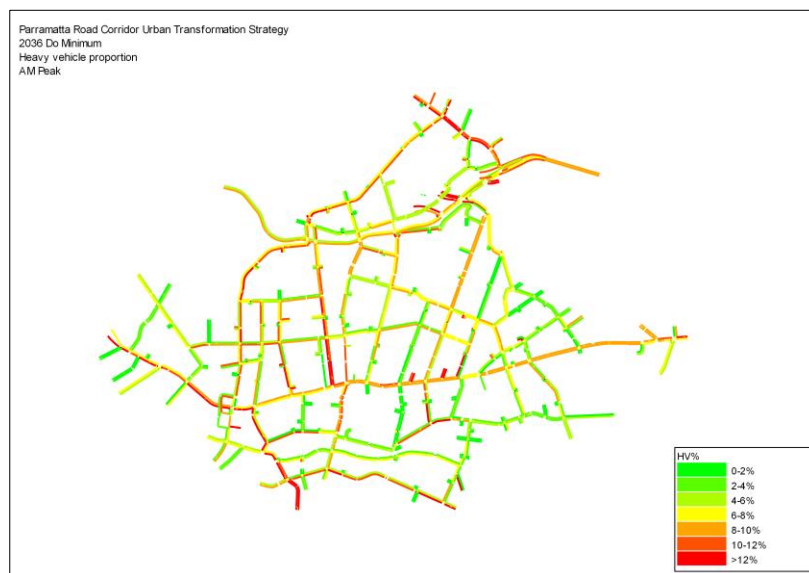 Parramatta Road Corridor Urban Transformation Strategy
2036 Do Minimum
Heavy vehicle proportion
AM Peak
HV%
0-2%
2-4%
4-6%
6-8%
8-10%
10-12%
>12%